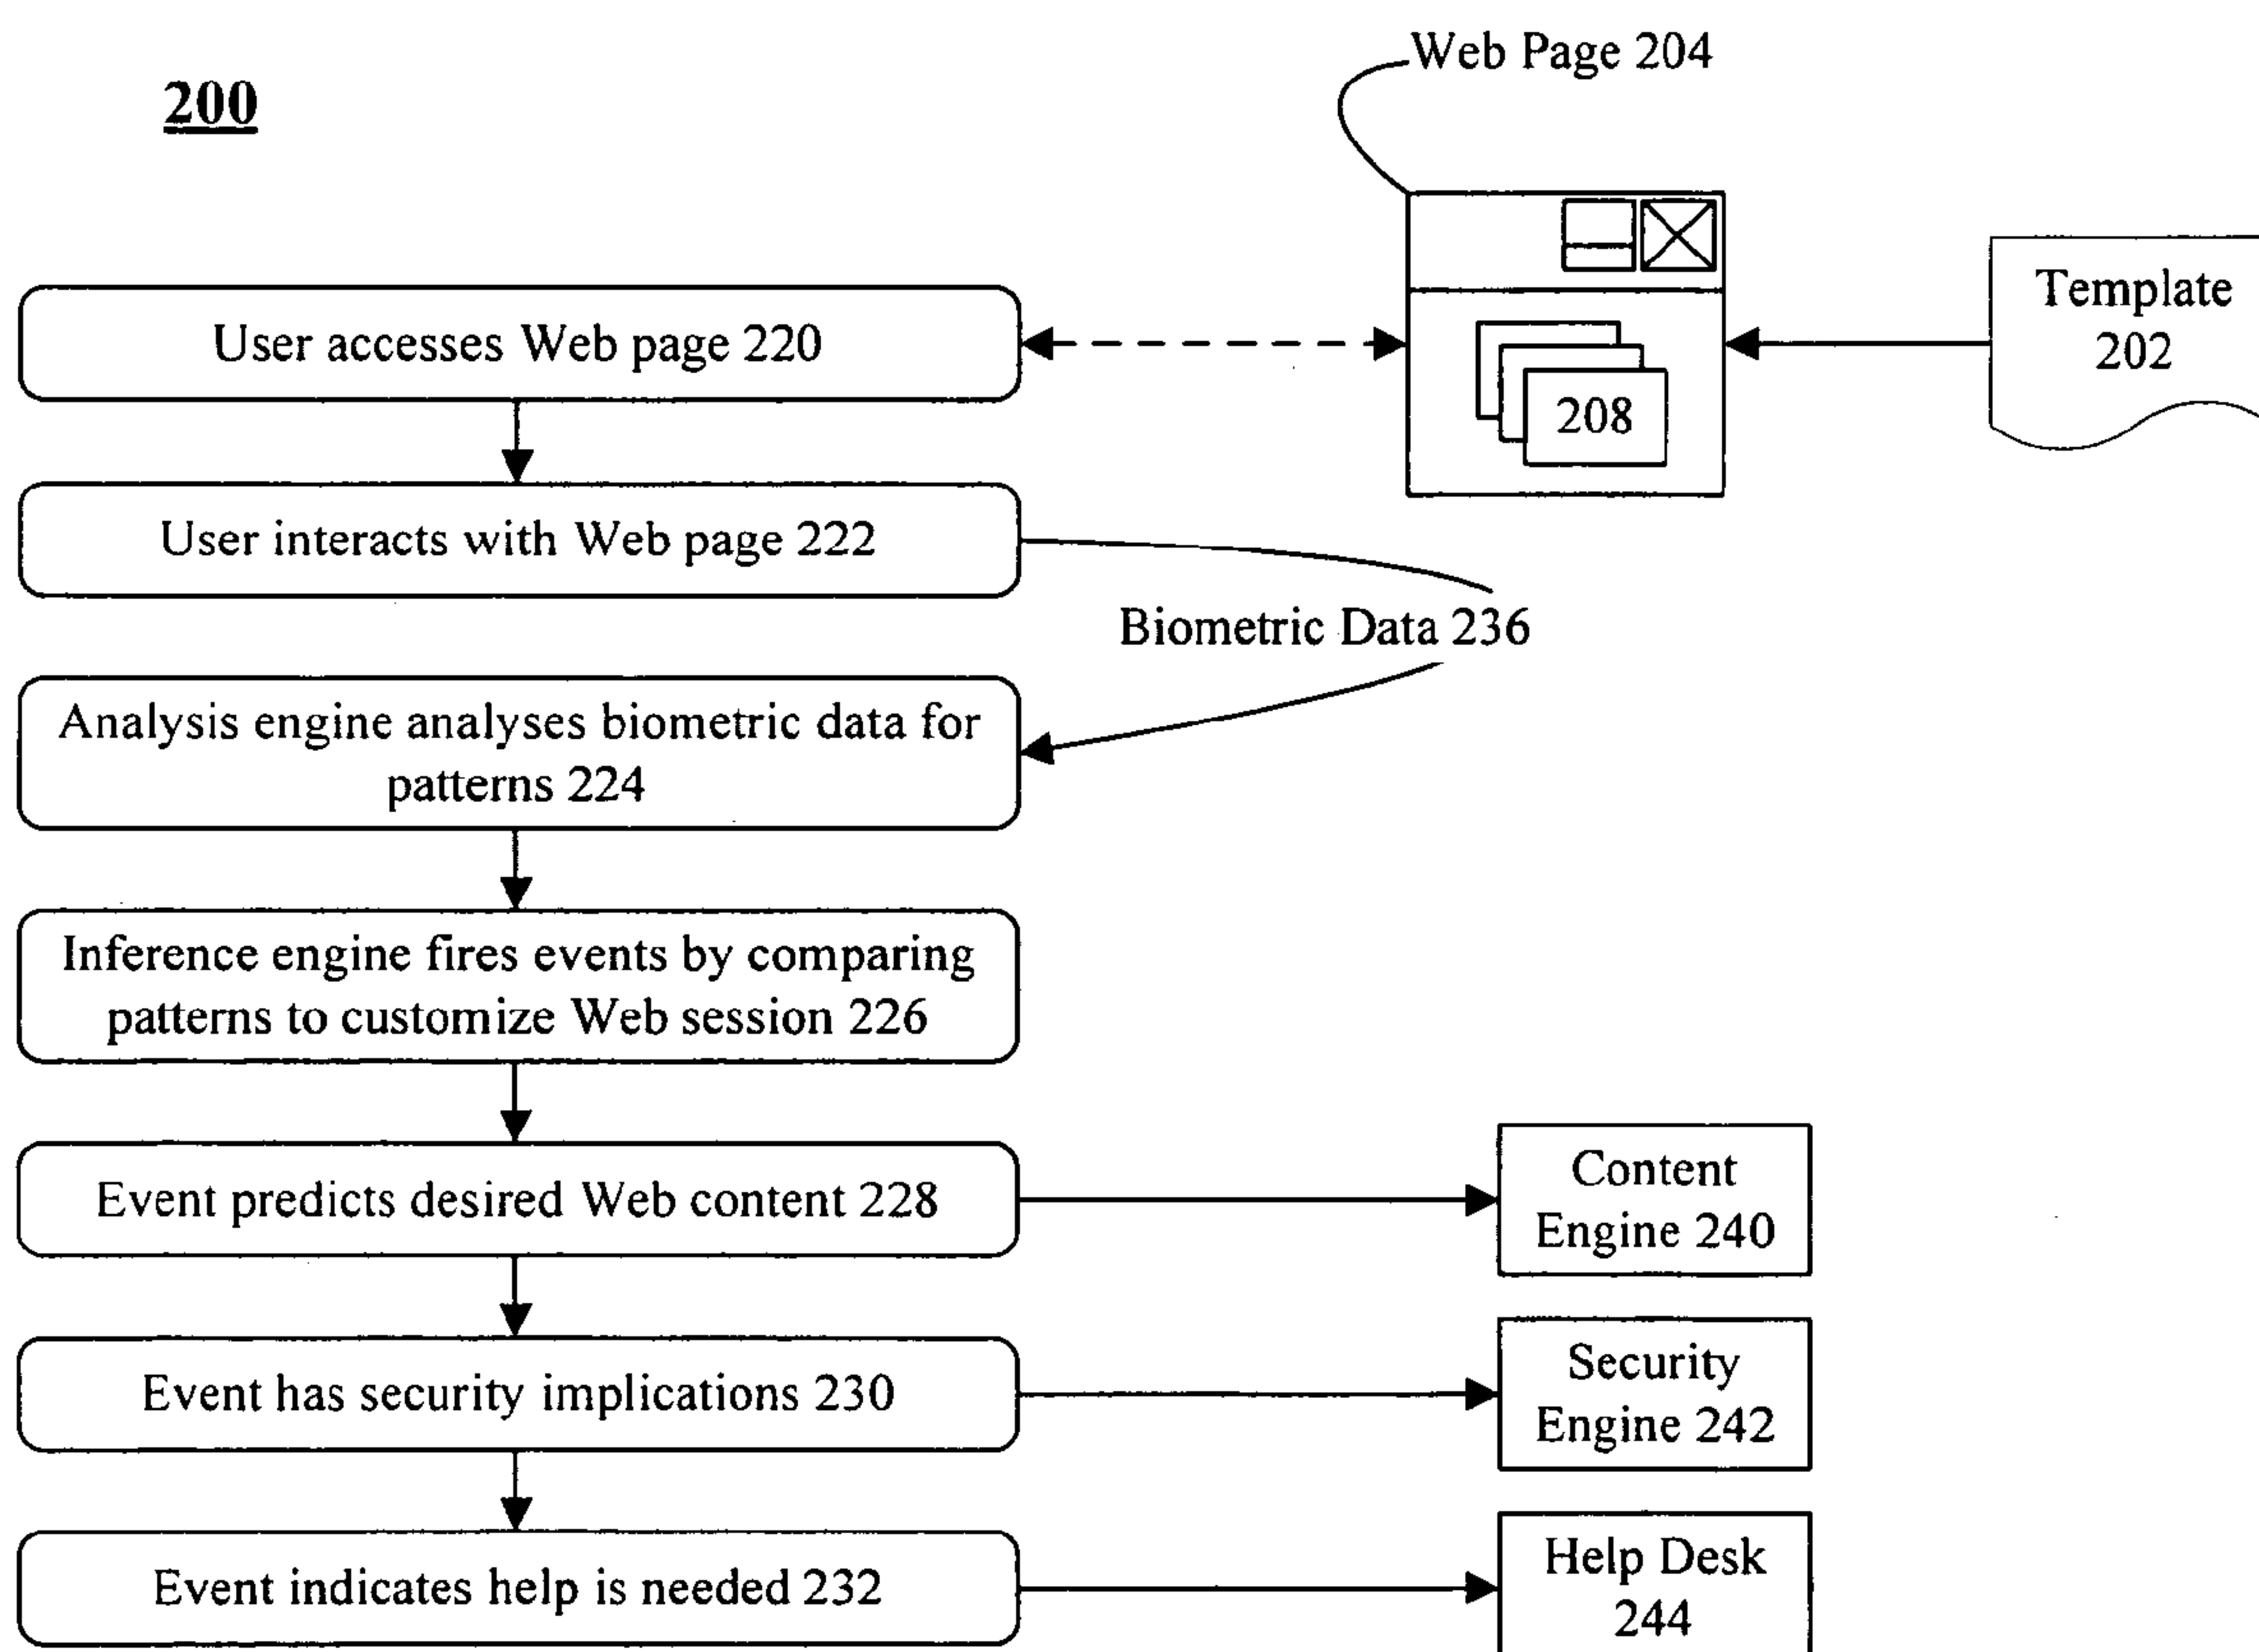 200
Web Page 204
Template
202
208
User accesses Web page 220
User interacts with Web page 222
Biometric Data 236
Analysis engine analyses biometric data for
patterns 224
Inference engine fires events by comparing
patterns to customize Web session 226
Event predicts desired Web content 228
Content
Engine 240
Event has security implications 230
Security
Engine 242
Event indicates help is needed 232
Help Desk
244